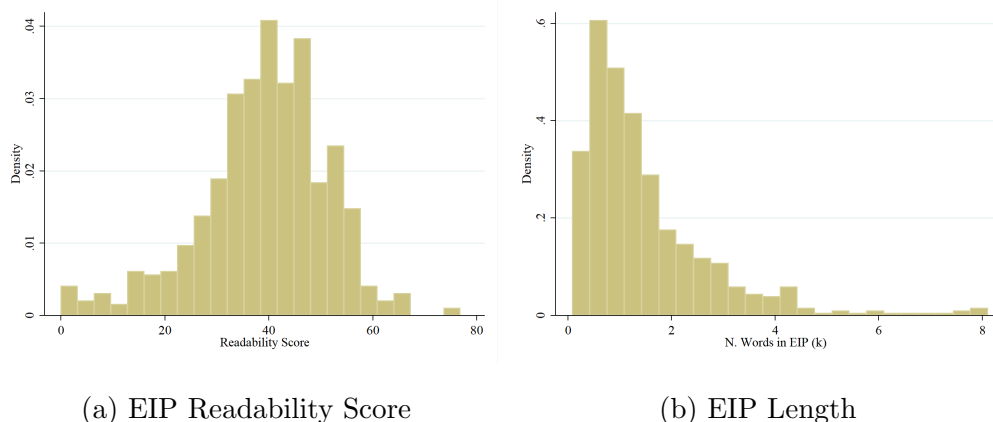 .04
.03
.02
.01
0
Density
0 20 40 60 80
Readability Score
(a) EIP Readability Score
.6
.4
.2
0
Density
0 2 4 6 8
N. Words in EIP (k)
(b) EIP Length